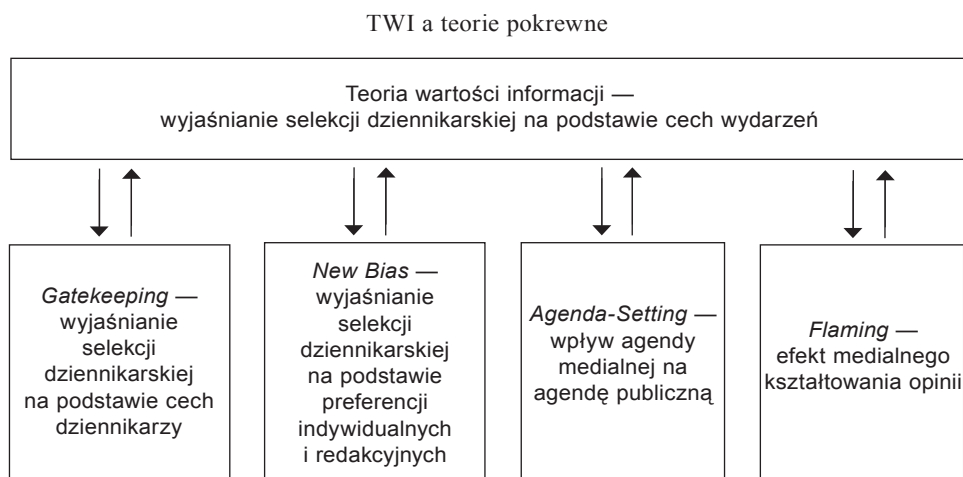 TWI a teorie pokrewne
Teoria wartości informacji —
wyjaśnianie selekcji dziennikarskiej na podstawie cech wydarzeń
Gatekeeping —
wyjaśnianie
selekcji
dziennikarskiej
na podstawie cech
dziennikarzy
New Bias —
wyjaśnianie
selekcji
dziennikarskiej
na podstawie
preferencji
indywidualnych
i redakcyjnych
Agenda-Setting —
wpływ agendy
medialnej na
agendę publiczną
Flaming —
efekt medialnego
kształtowania opinii